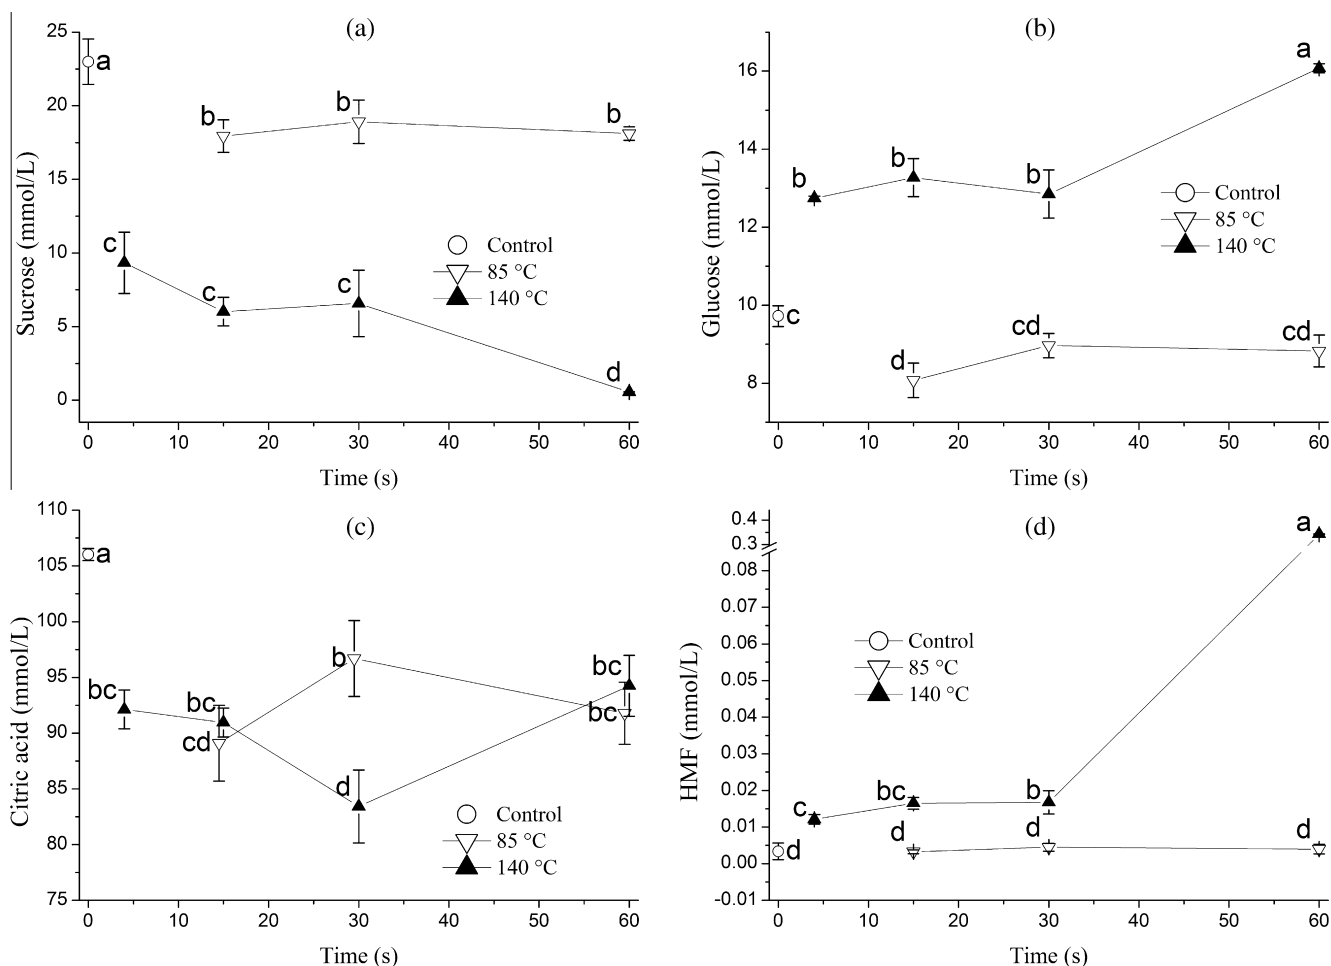 (a)
Sucrose (mmol/L)
25
20
15
10
5
0
a
b
b
b
c
c
c
d
Control
85 °C
140 °C
0 10 20 30 40 50 60
Time (s)
(b)
Glucose (mmol/L)
16
14
12
10
8
a
b
b
b
c
d
cd
cd
Control
85 °C
140 °C
0 10 20 30 40 50 60
Time (s)
(c)
Citric acid (mmol/L)
110
105
100
95
90
85
80
75
a
bc
bc
cd
b
d
bc
bc
Control
85 °C
140 °C
0 10 20 30 40 50 60
Time (s)
(d)
HMF (mmol/L)
0.4
0.3
0.08
0.07
0.06
0.05
0.04
0.03
0.02
0.01
0.00
-0.01
a
c
bc
b
d
d
d
d
Control
85 °C
140 °C
0 10 20 30 40 50 60
Time (s)